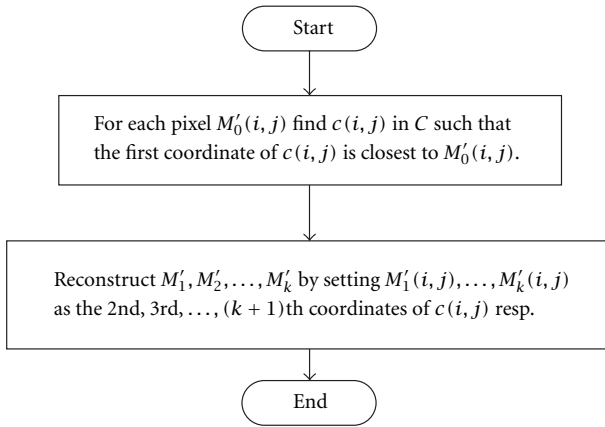 Start
For each pixel M′₀(i, j) find c(i, j) in C such that
the first coordinate of c(i, j) is closest to M′₀(i, j).
Reconstruct M′₁, M′₂, . . . , M′ₖ by setting M′₁(i, j), . . . , M′ₖ(i, j)
as the 2nd, 3rd, . . . , (k + 1)th coordinates of c(i, j) resp.
End